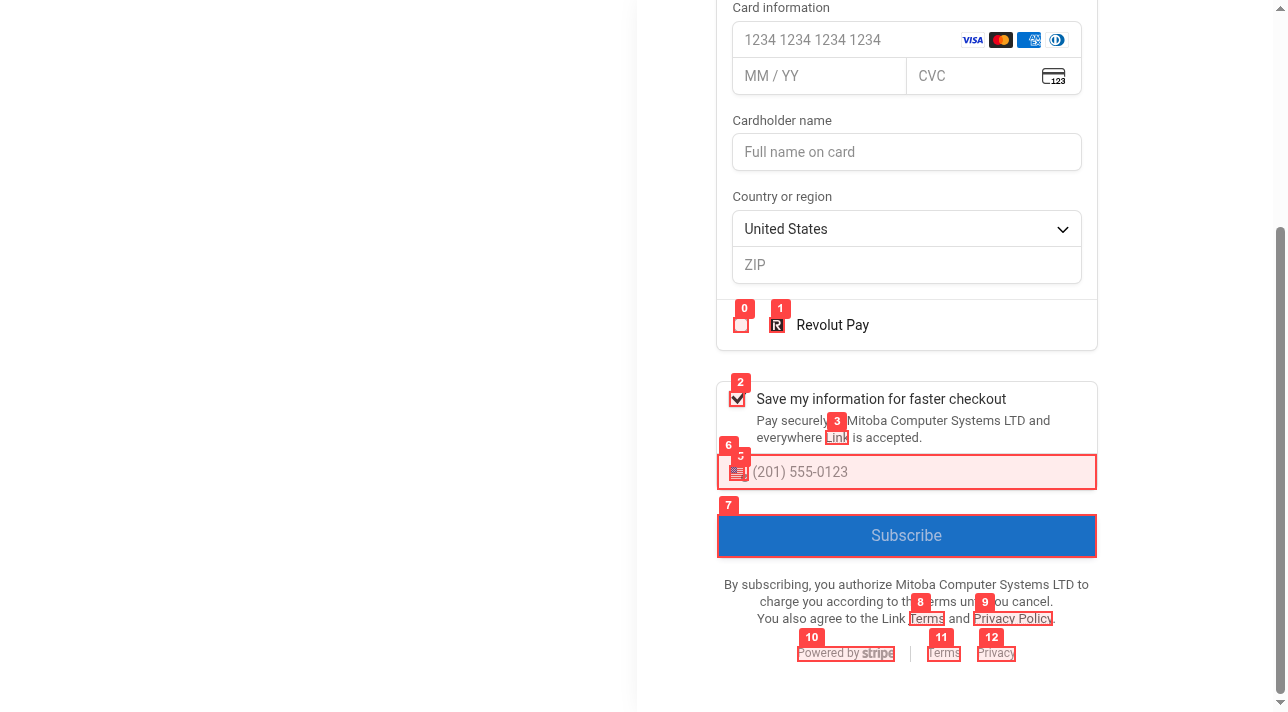 Card information
1234 1234 1234 1234 VISA
MM / YY CVC 123
Cardholder name
Full name on card
Country or region
United States
ZIP
0 1
Revolut Pay
2
Save my information for faster checkout
Pay securely 3 Mitoba Computer Systems LTD and
everywhere Link is accepted.
6
5
(201) 555-0123
7
Subscribe
By subscribing, you authorize Mitoba Computer Systems LTD to
charge you according to the terms until you cancel.
8 9
You also agree to the Link Terms and Privacy Policy.
10 11 12
Powered by stripe Terms Privacy